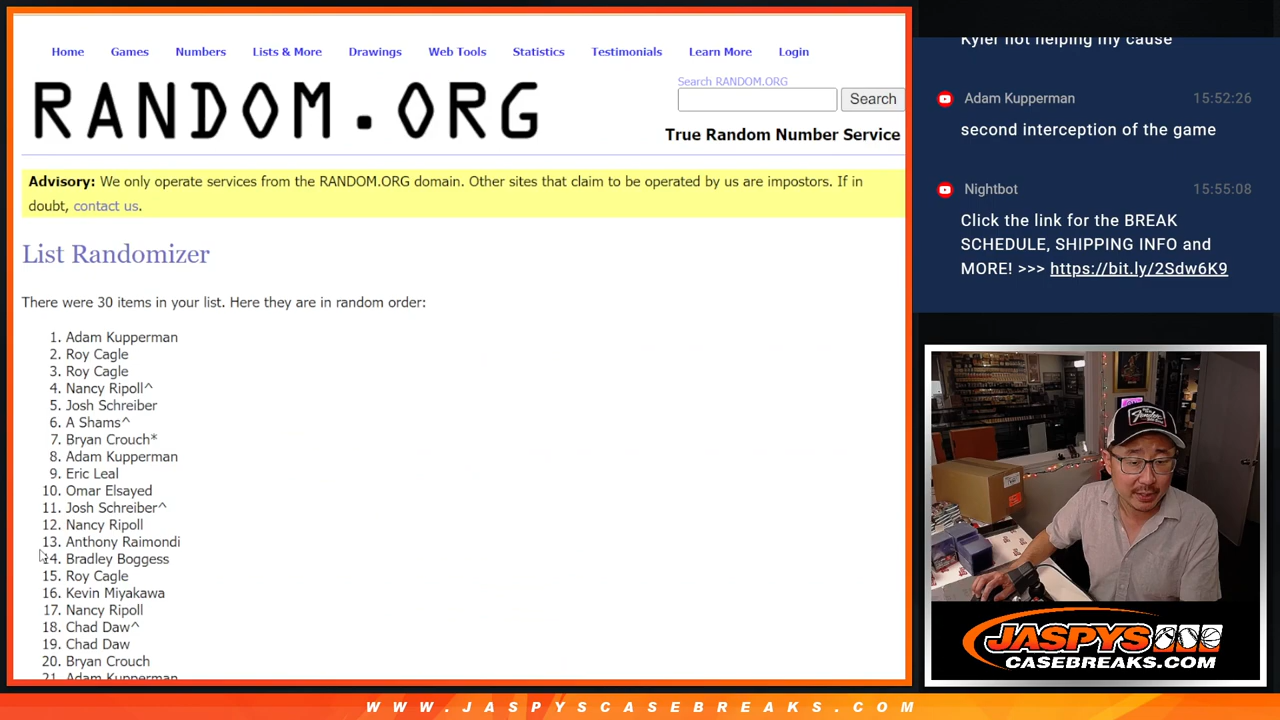 Home Games Numbers Lists & More Drawings Web Tools Statistics Testimonials Learn More Login
RANDOM.ORG
Search RANDOM.ORG
Search
True Random Number Service
Advisory: We only operate services from the RANDOM.ORG domain. Other sites that claim to be operated by us are impostors. If in
doubt, contact us.
List Randomizer
There were 30 items in your list. Here they are in random order:
1. Adam Kupperman
2. Roy Cagle
3. Roy Cagle
4. Nancy Ripoll^
5. Josh Schreiber
6. A Shams^
7. Bryan Crouch*
8. Adam Kupperman
9. Eric Leal
10. Omar Elsayed
11. Josh Schreiber^
12. Nancy Ripoll
13. Anthony Raimondi
14. Bradley Boggess
15. Roy Cagle
16. Kevin Miyakawa
17. Nancy Ripoll
18. Chad Daw^
19. Chad Daw
20. Bryan Crouch
21. Adam Kupperman
Kyler not helping my cause
Adam Kupperman 15:52:26
second interception of the game
Nightbot 15:55:08
Click the link for the BREAK
SCHEDULE, SHIPPING INFO and
MORE! >>> https://bit.ly/2Sdw6K9
Fender
JASPYS
CASEBREAKS.COM
WWW.JASPYSCASEBREAKS.COM